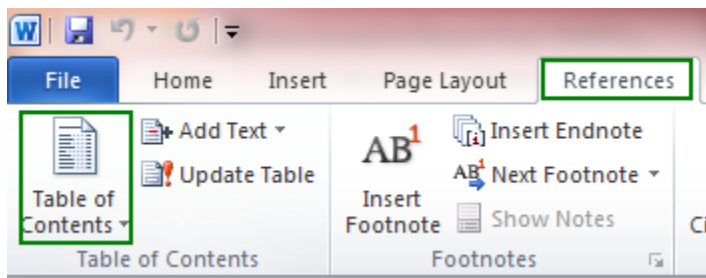 W
File Home Insert Page Layout References
Add Text
AB1
Insert Endnote
Update Table
AB1 Next Footnote
Table of
Contents
Insert
Footnote
Show Notes
Table of Contents Footnotes